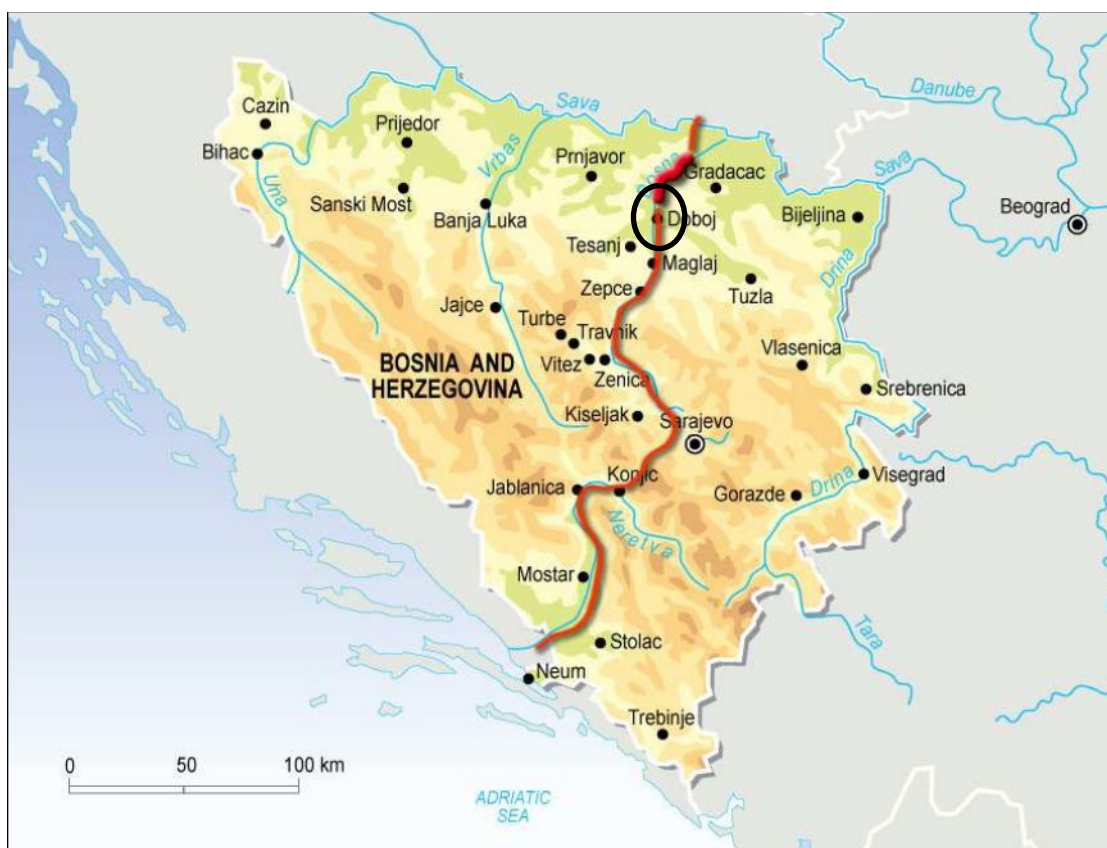 Danube
Cazin
Sava
Prijedor
Vrbas
Prnjavor
Bihac
Bosna
Gradacac
Sava
Una
Sanski Most
Banja Luka
Doboj
Bijeljina
Beograd
Tesanj
Maglaj
Drina
Zepce
Tuzla
Jajce
Turbe
Travnik
BOSNIA AND
HERZEGOVINA
Vitez
Zenica
Vlasenica
Srebrenica
Kiseljak
Sarajevo
Jablanica
Konjic
Gorazde
Drina
Visegrad
Neretva
Mostar
Stolac
Tara
Neum
Trebinje
0 50 100 km
ADRIATIC
SEA